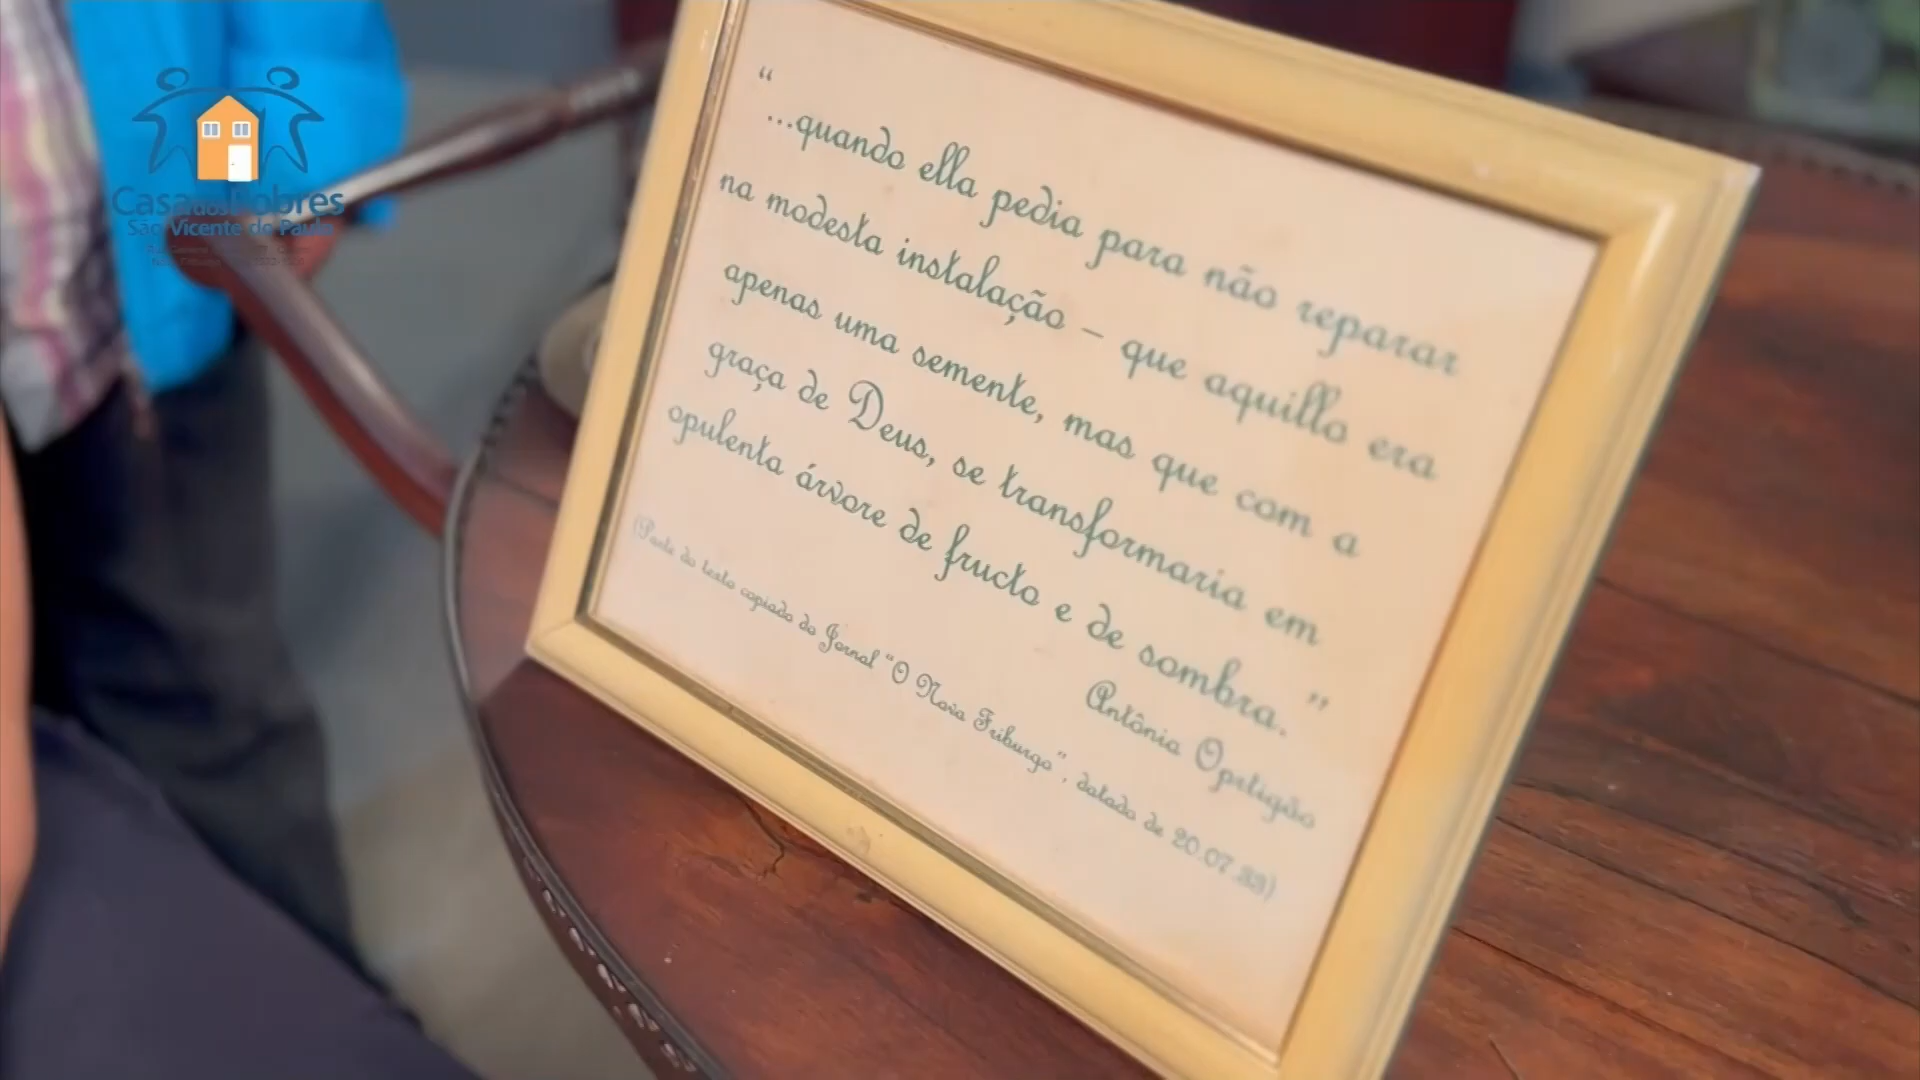 Casa dos Pobres
São Vicente de Paulo
“
...quando ella pedia para não reparar
na modesta instalação – que aquillo era
apenas uma semente, mas que com a
graça de Deus, se transformaria em
opulenta árvore de fructo e de sombra. ”
Antônia
(Parte do texto copiado do Jornal “O Nova Friburgo”, datado de 20.07.33)